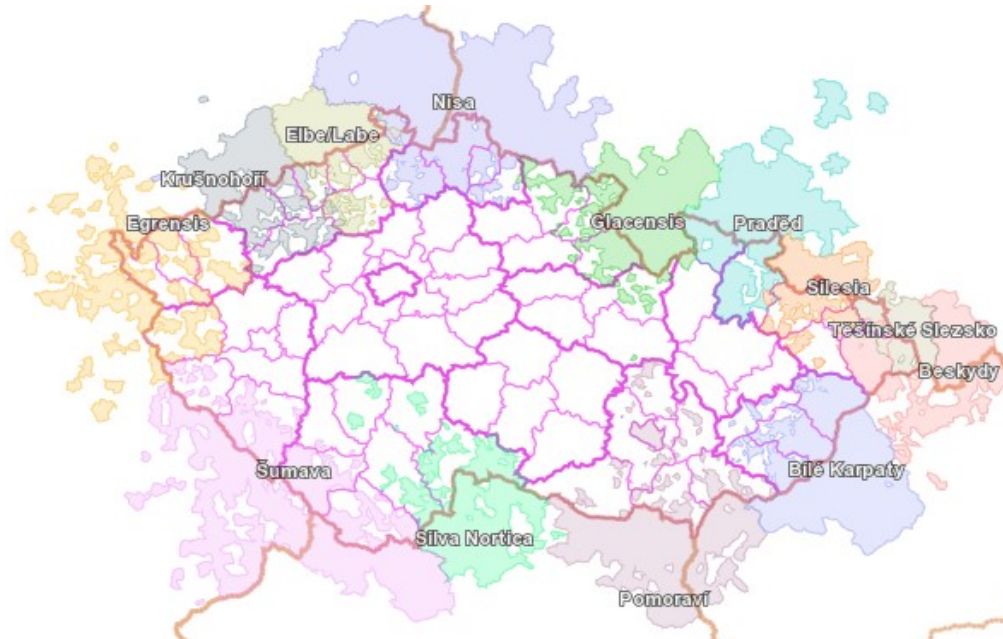 Nisa
Elbe/Labe
Krušnohoří
Egrensis
Glacensis
Praděd
Silesia
Těšínské Slezsko
Beskydy
Šumava
Bílé Karpaty
Silva Nortica
Pomoraví